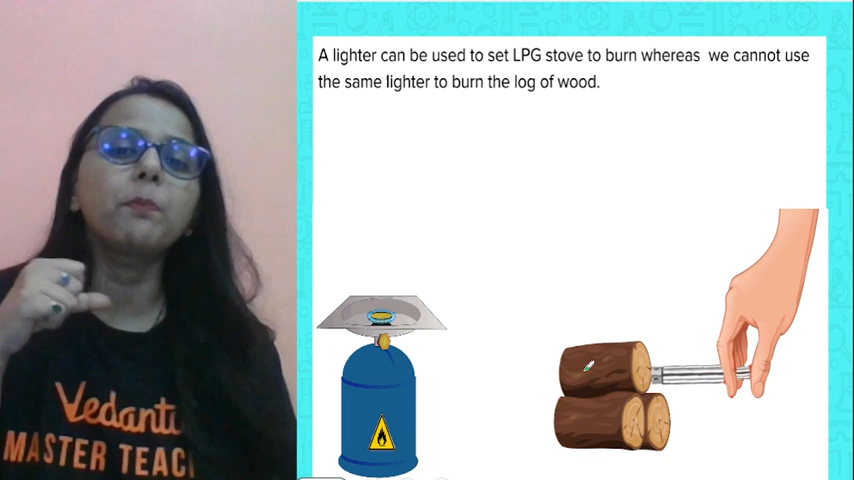 A lighter can be used to set LPG stove to burn whereas we cannot use
the same lighter to burn the log of wood.
Vedantu
MASTER TEAC